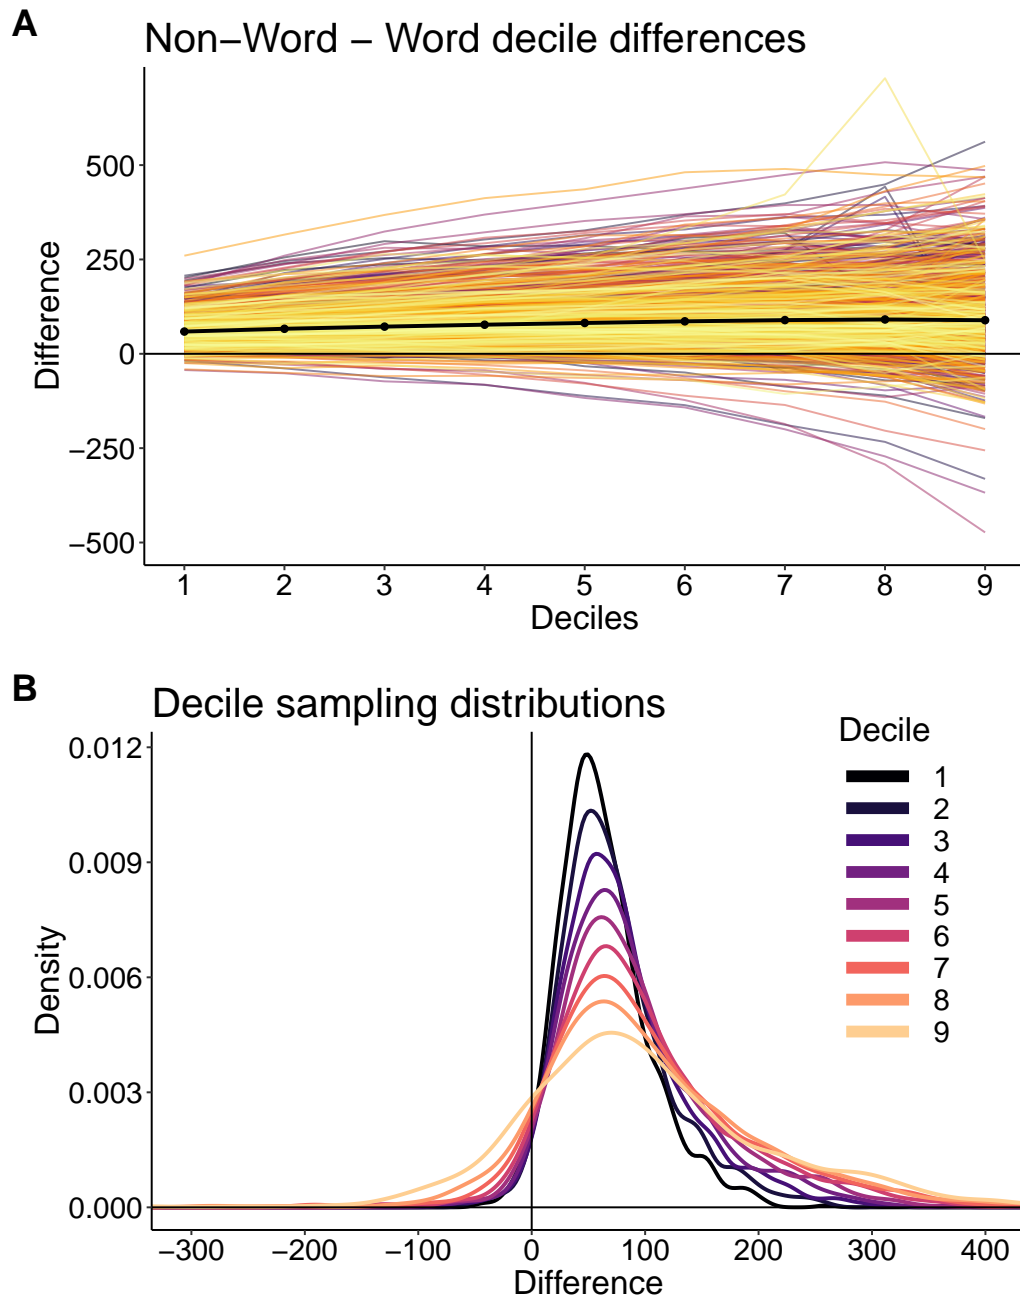 A
Non−Word − Word decile differences
Difference
500
250
0
−250
−500
1 2 3 4 5 6 7 8 9
Deciles
B
Decile sampling distributions
Density
0.012
0.009
0.006
0.003
0.000
Decile
1
2
3
4
5
6
7
8
9
−300 −200 −100 0 100 200 300 400
Difference